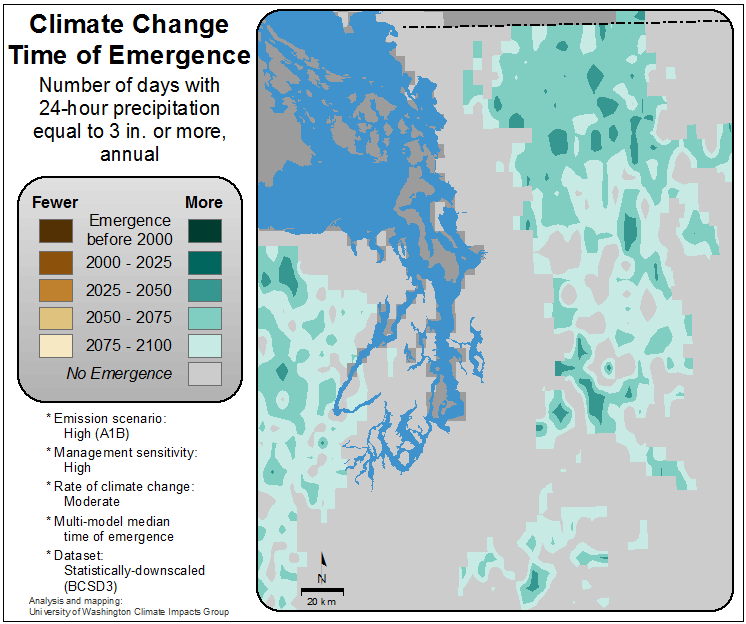 Climate Change
Time of Emergence
Number of days with
24-hour precipitation
equal to 3 in. or more,
annual
Fewer More
Emergence
before 2000
2000 - 2025
2025 - 2050
2050 - 2075
2075 - 2100
No Emergence
* Emission scenario:
High (A1B)
* Management sensitivity:
High
* Rate of climate change:
Moderate
* Multi-model median
time of emergence
* Dataset:
Statistically-downscaled
(BCSD3)
Analysis and mapping:
University of Washington Climate Impacts Group
N
20 km